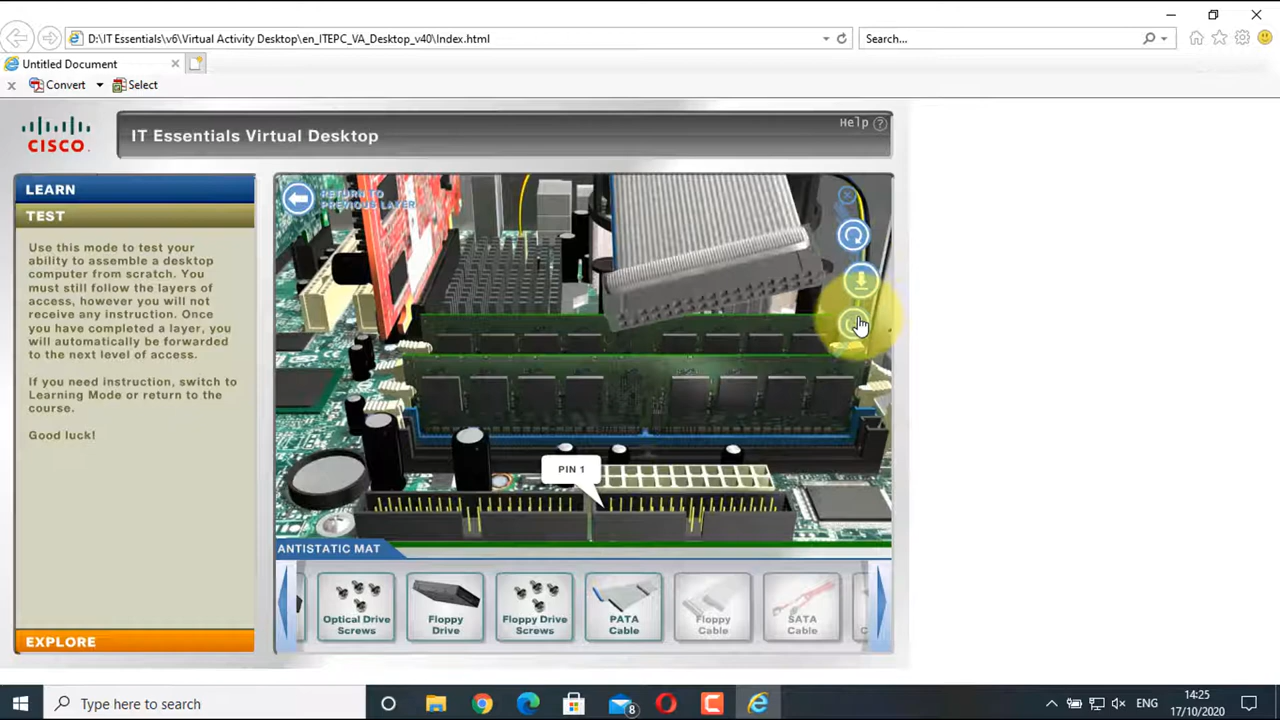 D:\IT Essentials\v6\Virtual Activity Desktop\en_ITEPC_VA_Desktop_v40\Index.html
Search...
Untitled Document
Convert
Select
CISCO
IT Essentials Virtual Desktop
Help ?
LEARN
TEST
Use this mode to test your
ability to assemble a desktop
computer from scratch. You
must still follow the layers of
access, however you will not
receive any instruction. Once
you have completed a layer, you
will automatically be forwarded
to the next level of access.
If you need instruction, switch to
Learning Mode or return to the
course.
Good luck!
EXPLORE
RETURN TO
PREVIOUS LAYER
PIN 1
ANTISTATIC MAT
Optical Drive
Screws
Floppy
Drive
Floppy Drive
Screws
PATA
Cable
Floppy
Cable
SATA
Cable
Type here to search
8
ENG
14:25
17/10/2020